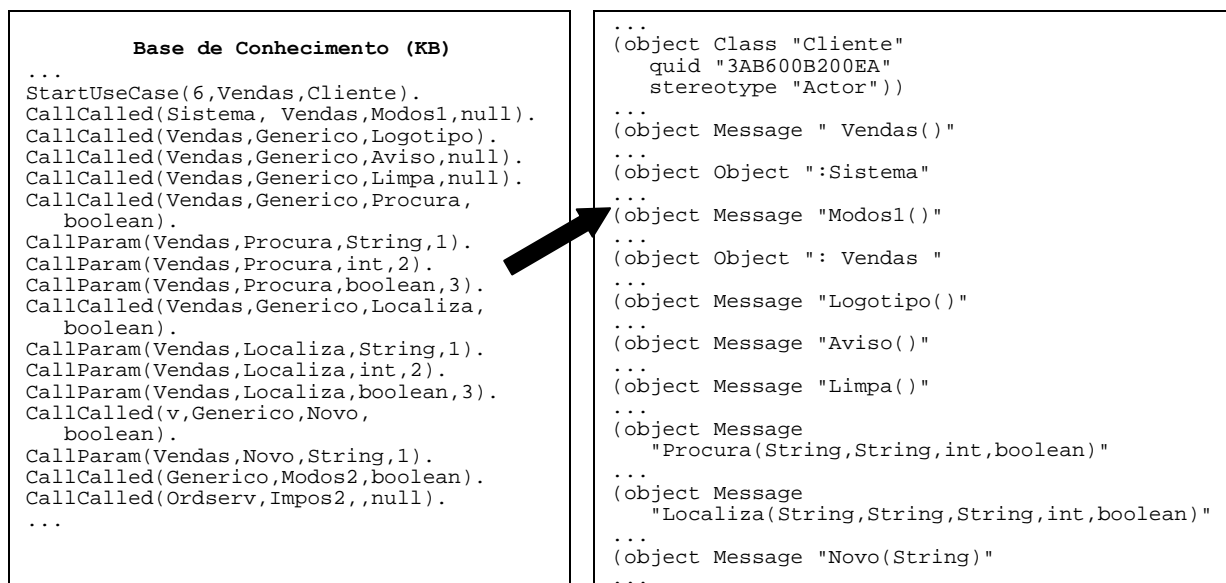 Base de Conhecimento (KB)
...
StartUseCase(6,Vendas,Cliente).
CallCalled(Sistema, Vendas,Modos1,null).
CallCalled(Vendas,Generico,Logotipo).
CallCalled(Vendas,Generico,Aviso,null).
CallCalled(Vendas,Generico,Limpa,null).
CallCalled(Vendas,Generico,Procura,
boolean).
CallParam(Vendas,Procura,String,1).
CallParam(Vendas,Procura,int,2).
CallParam(Vendas,Procura,boolean,3).
CallCalled(Vendas,Generico,Localiza,
boolean).
CallParam(Vendas,Localiza,String,1).
CallParam(Vendas,Localiza,int,2).
CallParam(Vendas,Localiza,boolean,3).
CallCalled(v,Generico,Novo,
boolean).
CallParam(Vendas,Novo,String,1).
CallCalled(Generico,Modos2,boolean).
CallCalled(Ordserv,Impos2,,null).
...
...
(object Class "Cliente"
quid "3AB600B200EA"
stereotype "Actor"))
...
(object Message " Vendas()"
...
(object Object ":Sistema"
...
(object Message "Modos1()"
...
(object Object ": Vendas "
...
(object Message "Logotipo()"
...
(object Message "Aviso()"
...
(object Message "Limpa()"
...
(object Message
"Procura(String,String,int,boolean)"
...
(object Message
"Localiza(String,String,String,int,boolean)"
...
(object Message "Novo(String)"
...